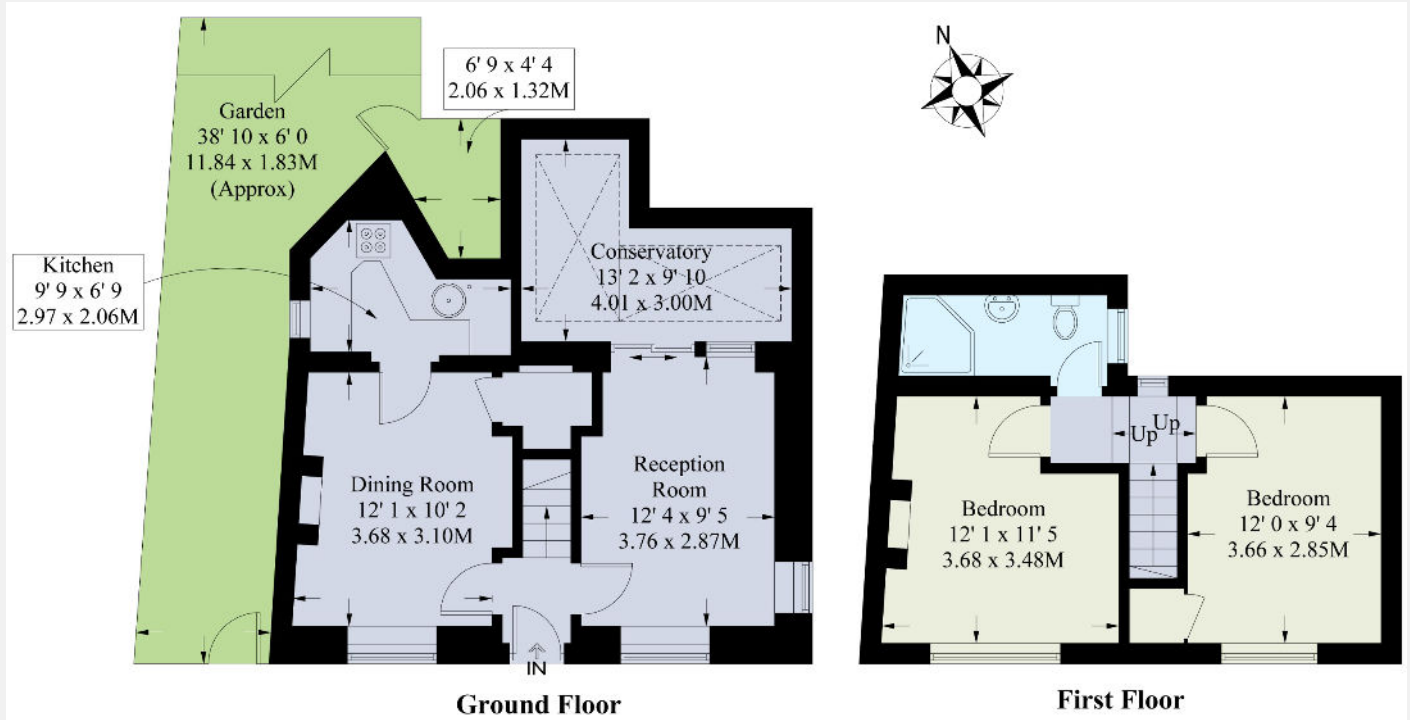 N
6' 9 x 4' 4
2.06 x 1.32M
Garden
38' 10 x 6' 0
11.84 x 1.83M
(Approx)
Kitchen
9' 9 x 6' 9
2.97 x 2.06M
Conservatory
13' 2 x 9' 10
4.01 x 3.00M
Dining Room
12' 1 x 10' 2
3.68 x 3.10M
Reception
Room
12' 4 x 9' 5
3.76 x 2.87M
IN
Ground Floor
Up
Up
Bedroom
12' 1 x 11' 5
3.68 x 3.48M
Bedroom
12' 0 x 9' 4
3.66 x 2.85M
First Floor